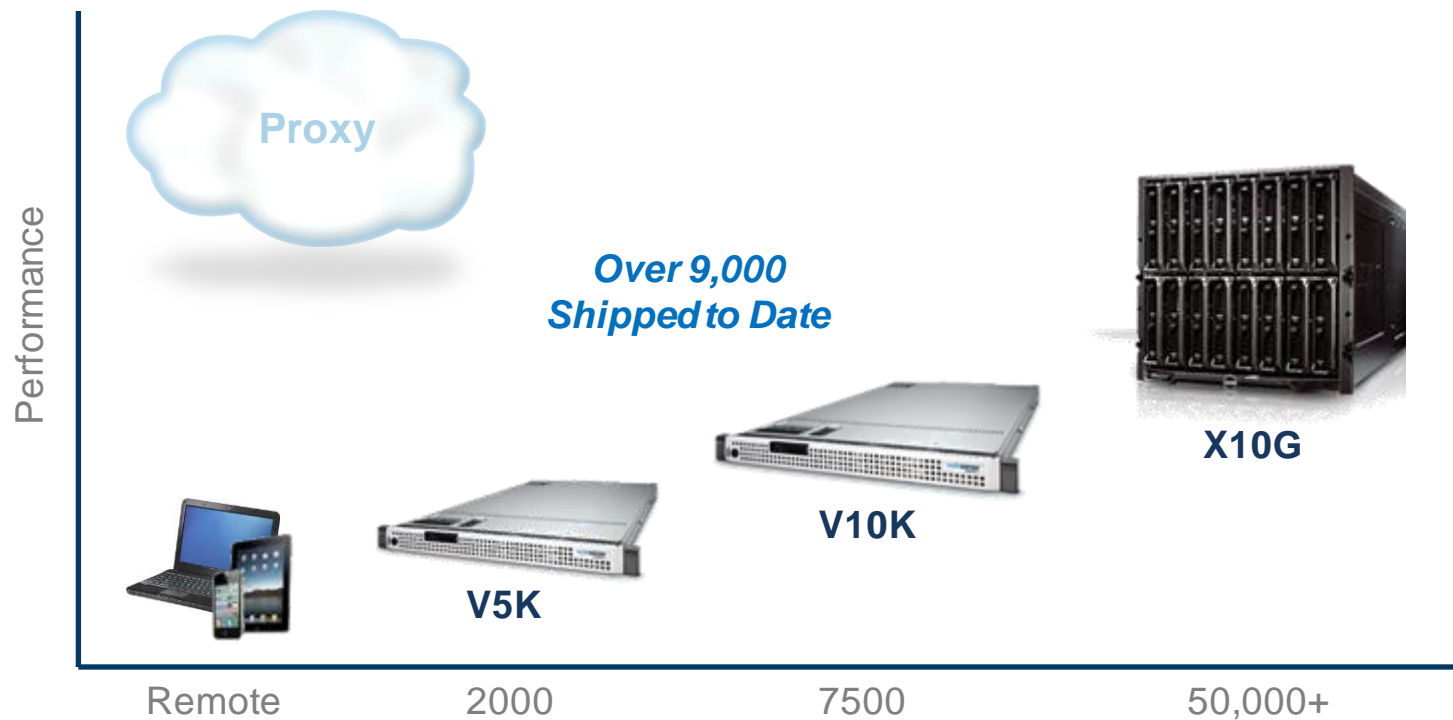 Proxy
Performance
Over 9,000
Shipped to Date
X10G
V10K
V5K
Remote
2000
7500
50,000+